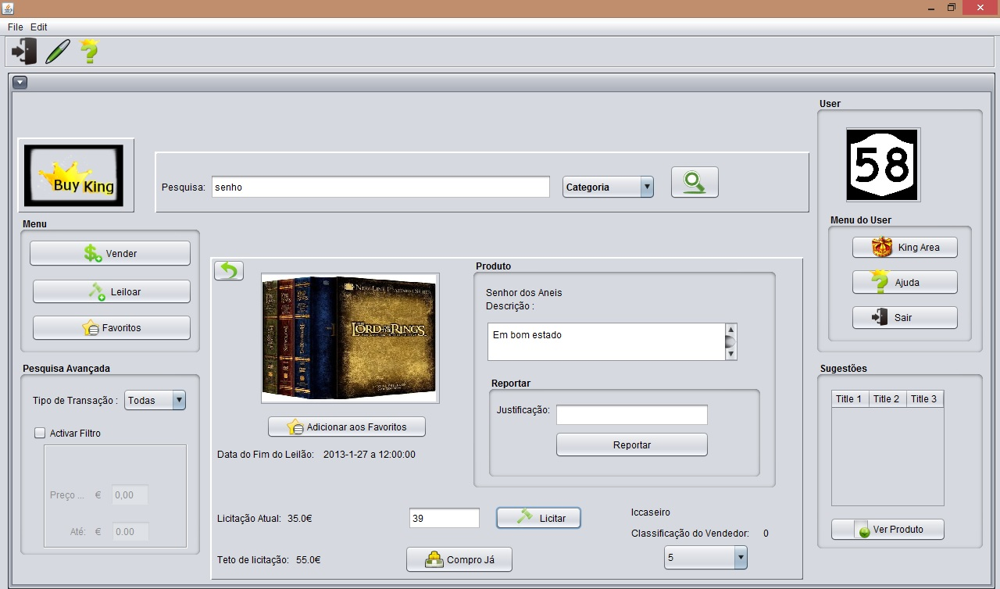 File Edit
User
58
Buy King
Pesquisa: senho Categoria
Menu do User
King Area
Ajuda
Sair
Menu
Vender
Leiloar
Favoritos
Pesquisa Avançada
Tipo de Transação : Todas
Activar Filtro
Preço ... € 0,00
Até: € 0.00
NEW LINE PLATINUM SERIES
THE LORD OF THE RINGS
Adicionar aos Favoritos
Data do Fim do Leilão: 2013-1-27 a 12:00:00
Produto
Senhor dos Aneis
Descrição :
Em bom estado
Reportar
Justificação:
Reportar
Licitação Atual: 35.0€ 39 Licitar
Teto de licitação: 55.0€ Compro Já
Iccaseiro
Classificação do Vendedor: 0
5
Sugestões
Title 1 Title 2 Title 3
Ver Produto